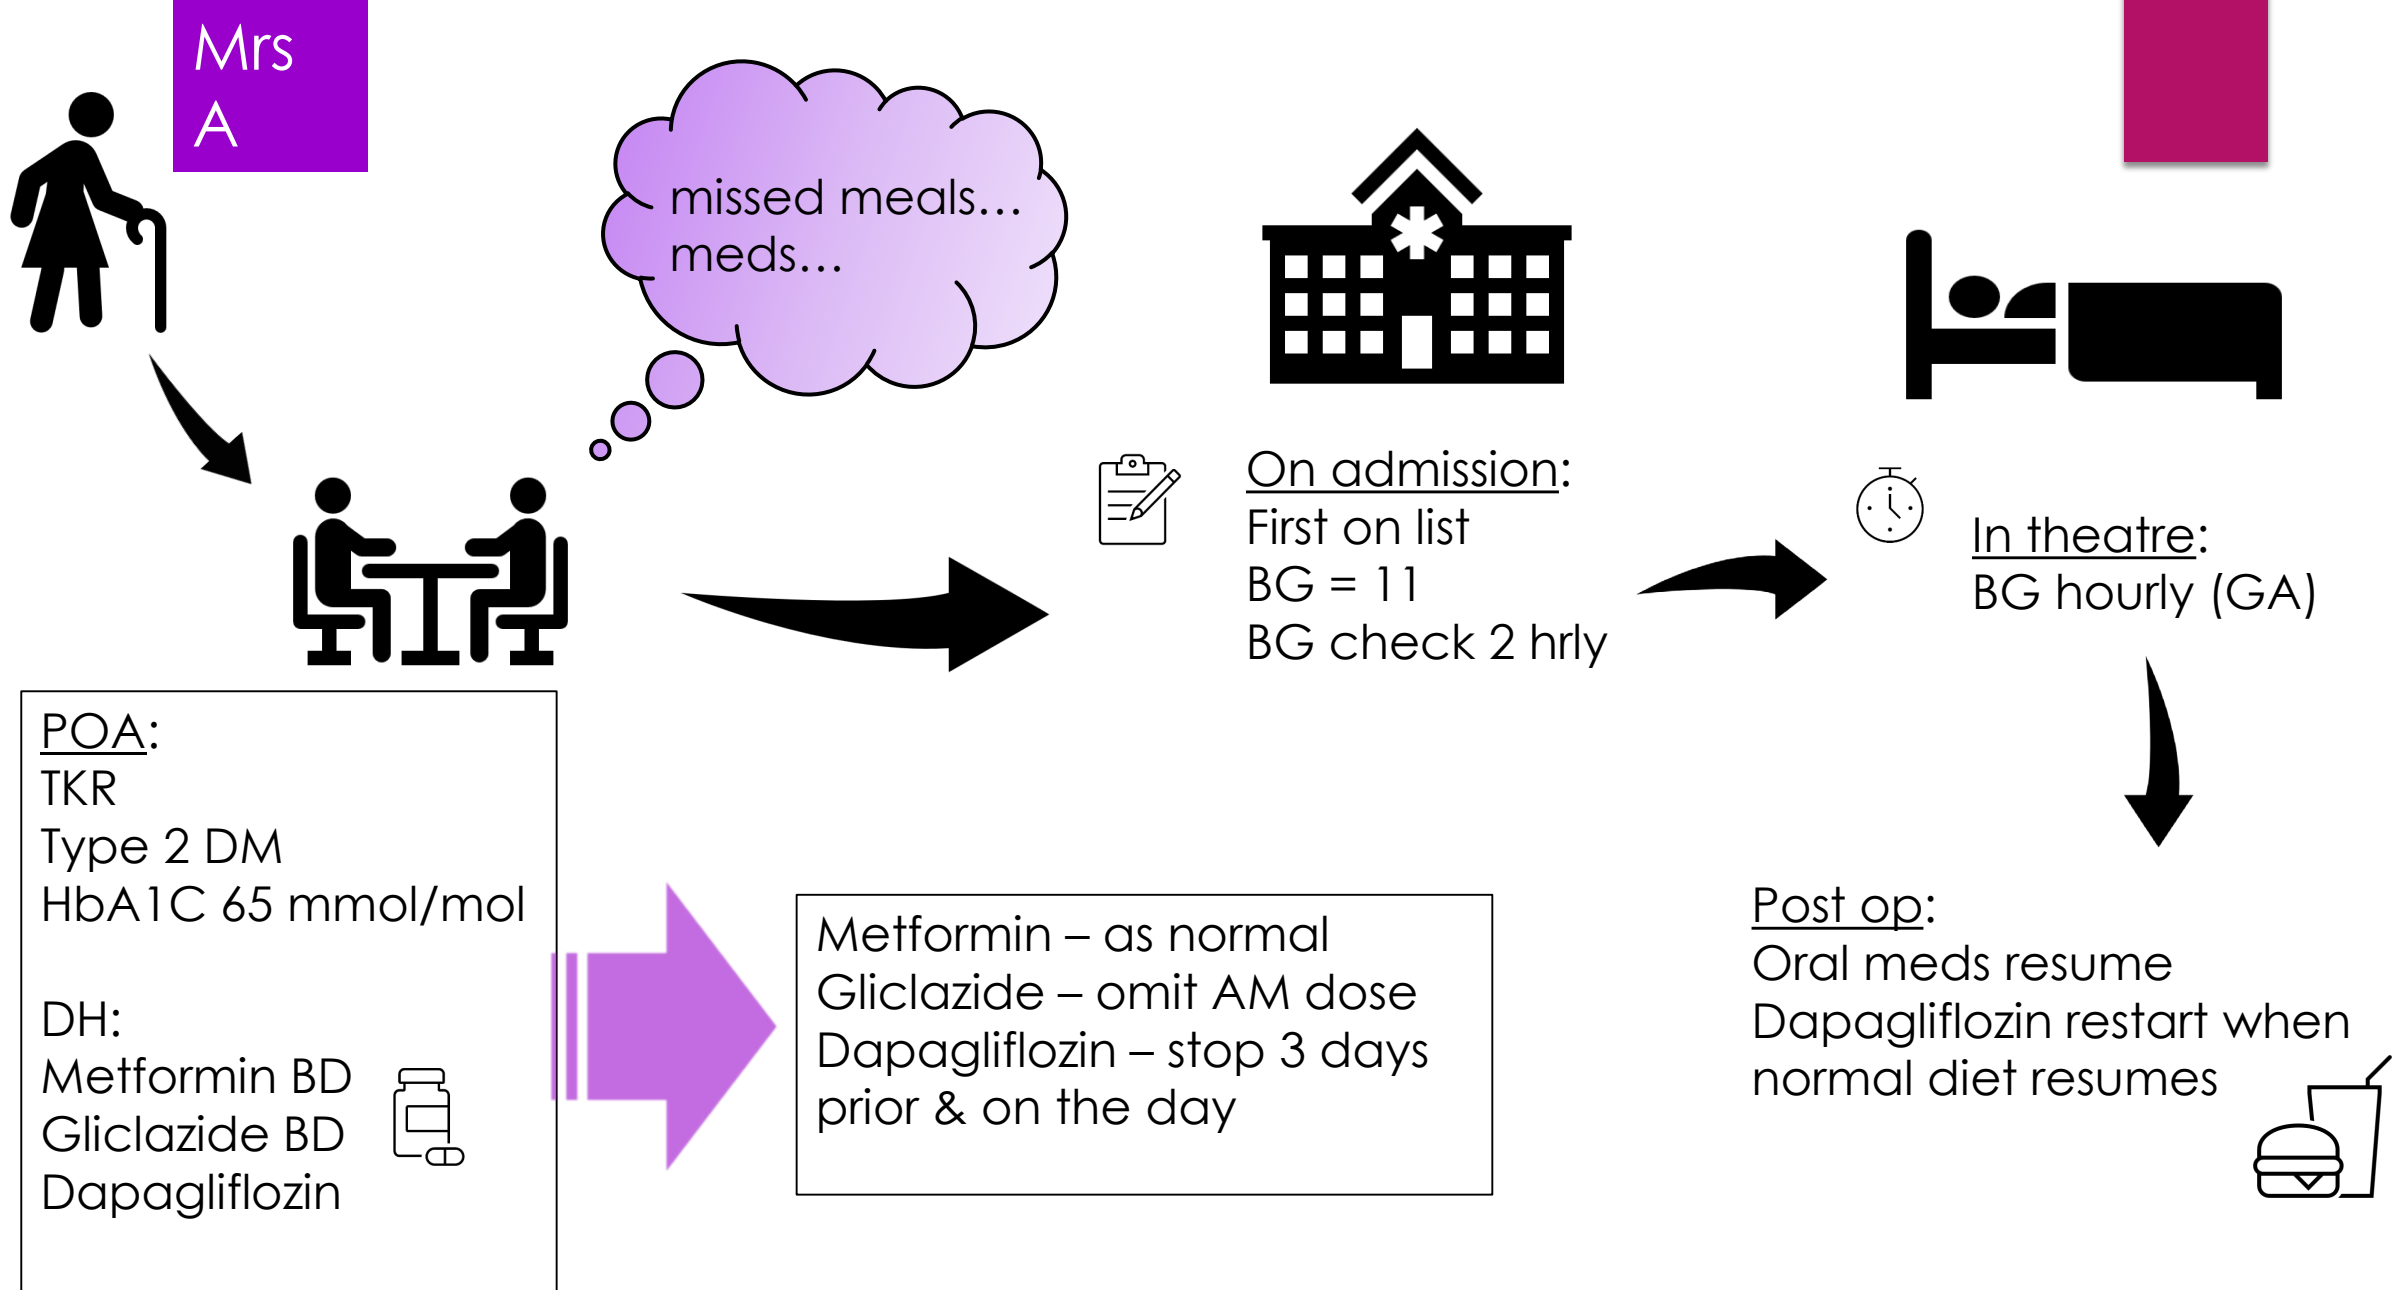 Mrs
A
missed meals…
meds…
POA:
TKR
Type 2 DM
HbA1C 65 mmol/mol
DH:
Metformin BD
Gliclazide BD
Dapagliflozin
Metformin – as normal
Gliclazide – omit AM dose
Dapagliflozin – stop 3 days
prior & on the day
On admission:
First on list
BG = 11
BG check 2 hrly
In theatre:
BG hourly (GA)
Post op:
Oral meds resume
Dapagliflozin restart when
normal diet resumes